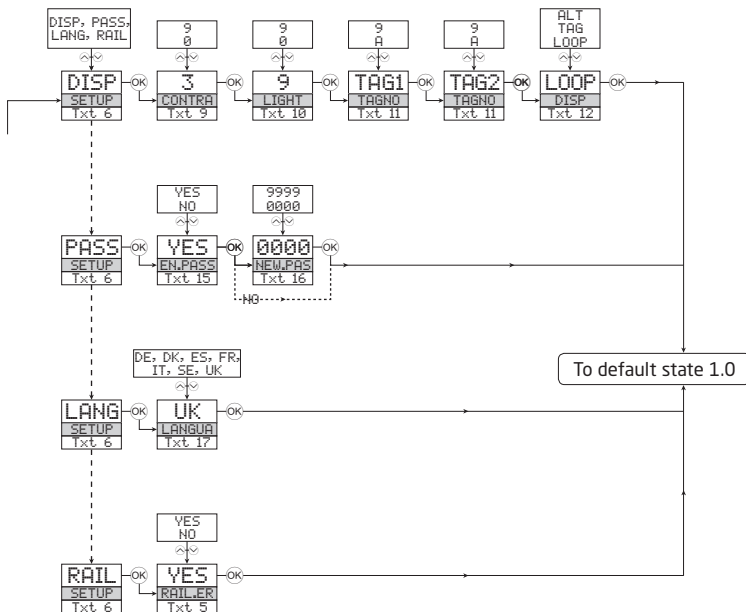 DISP, PASS,
LANG, RAIL
9
0
9
0
9
A
9
A
ALT
TAG
LOOP
DISP
SETUP
Txt 6
OK
3
CONTRA
Txt 9
OK
9
LIGHT
Txt 10
OK
TAG1
TAGNO
Txt 11
OK
TAG2
TAGNO
Txt 11
OK
LOOP
DISP
Txt 12
OK
YES
NO
9999
0000
PASS
SETUP
Txt 6
OK
YES
EN.PASS
Txt 15
OK
0000
NEW.PAS
Txt 16
OK
NO
DE, DK, ES, FR,
IT, SE, UK
To default state 1.0
LANG
SETUP
Txt 6
OK
UK
LANGUA
Txt 17
OK
YES
NO
RAIL
SETUP
Txt 6
OK
YES
RAIL.ER
Txt 5
OK